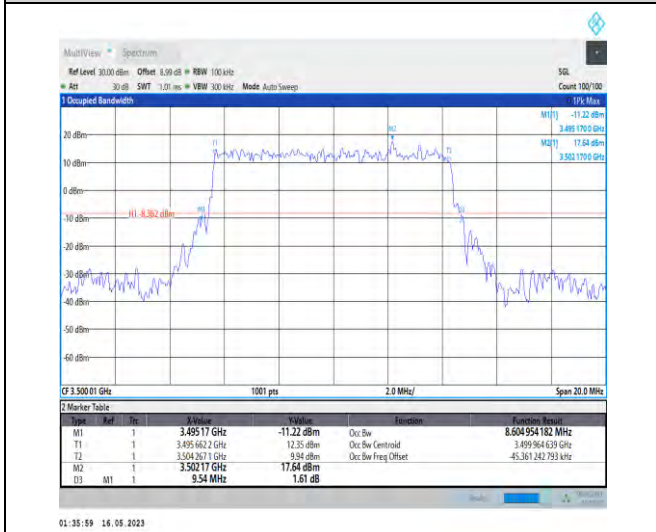 MultiView Spectrum
Ref Level 30.00 dBm Offset 8.99 dB RBW 100 kHz SGL
Att 30 dB SWT 1.01 ms VBW 300 kHz Mode Auto Sweep Count 100/100
1 Occupied Bandwidth 1Pk Max
M1[1] -11.22 dBm
3.495 170 0 GHz
M2[1] 17.64 dBm
3.502 170 0 GHz
20 dBm
10 dBm
0 dBm
-10 dBm
H1 -8.362 dBm
-30 dBm
-40 dBm
-50 dBm
-60 dBm
T1
M2
T2
CF 3.500 01 GHz 1001 pts 2.0 MHz/ Span 20.0 MHz
2 Marker Table
Type Ref Trc X-Value Y-Value Function Function Result
M1 1 3.495 17 GHz -11.22 dBm Occ Bw 8.604 954 182 MHz
T1 1 3.495 662 2 GHz 12.35 dBm Occ Bw Centroid 3.499 964 639 GHz
T2 1 3.504 267 1 GHz 9.94 dBm Occ Bw Freq Offset -45.361 242 793 kHz
M2 1 3.502 17 GHz 17.64 dBm
D3 M1 1 9.54 MHz 1.61 dB
01:35:59 16.05.2023